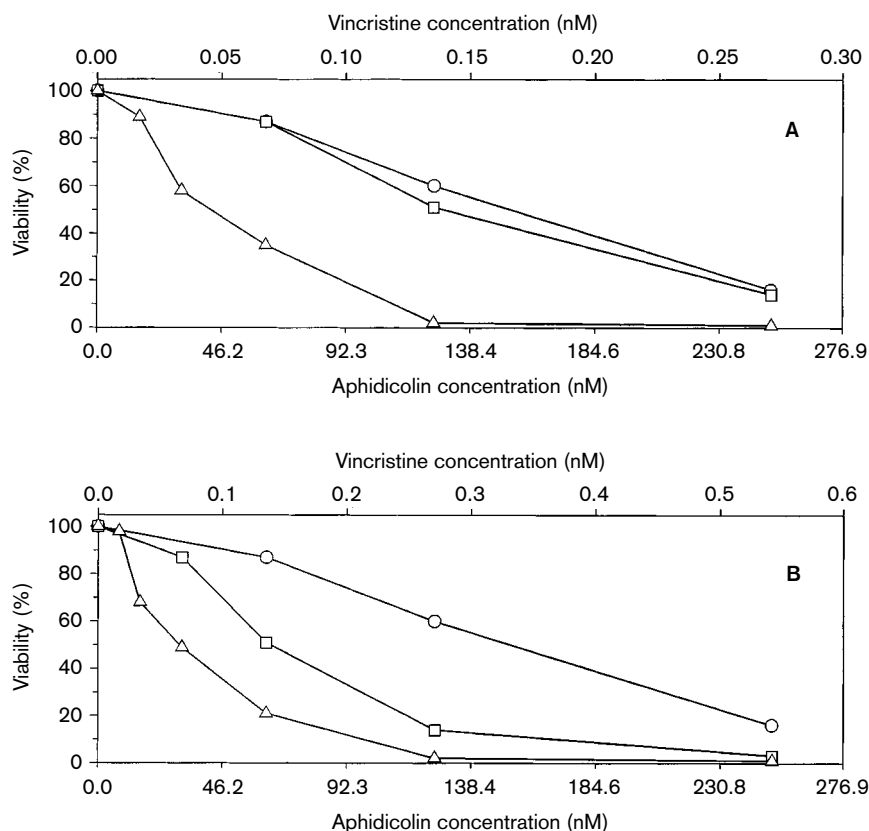 Vincristine concentration (nM)
0.00 0.05 0.10 0.15 0.20 0.25 0.30
100
80
60
40
20
0
Viability (%)
A
0.0 46.2 92.3 138.4 184.6 230.8 276.9
Aphidicolin concentration (nM)
Vincristine concentration (nM)
0.0 0.1 0.2 0.3 0.4 0.5 0.6
100
80
60
40
20
0
Viability (%)
B
0.0 46.2 92.3 138.4 184.6 230.8 276.9
Aphidicolin concentration (nM)